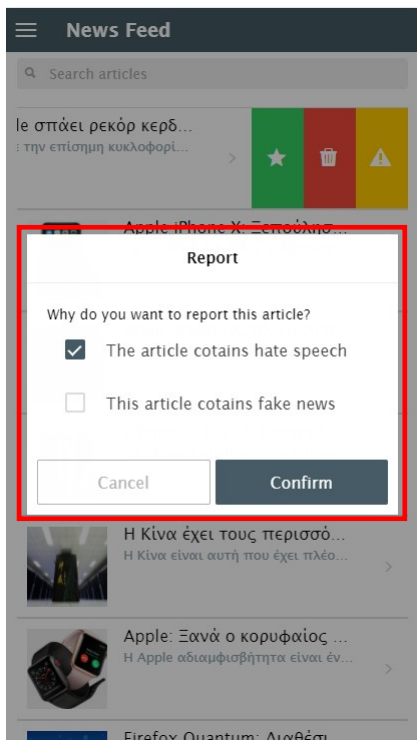 News Feed
Search articles
le σπάει ρεκόρ κερδ...
την επίσημη κυκλοφορί...
Apple iPhone X: Ξεπούλησ...
Report
Why do you want to report this article?
The article cotains hate speech
This article cotains fake news
Cancel
Confirm
Η Κίνα έχει τους περισσό...
Η Κίνα είναι αυτή που έχει πλέο...
Apple: Ξανά ο κορυφαίος ...
Η Apple αδιαμφισβήτητα είναι έν...
Firefox Quantum: Διαθέσι...